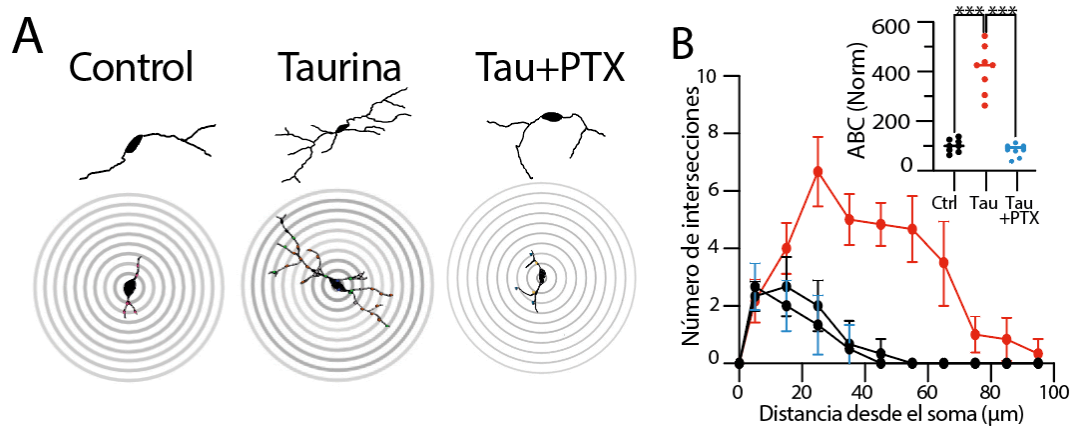 A
Control
Taurina
Tau+PTX
B
*** ***
ABC (Norm)
600
400
200
0
Ctrl
Tau
Tau
+PTX
Número de intersecciones
10
8
6
4
2
0
0
20
40
60
80
100
Distancia desde el soma (µm)